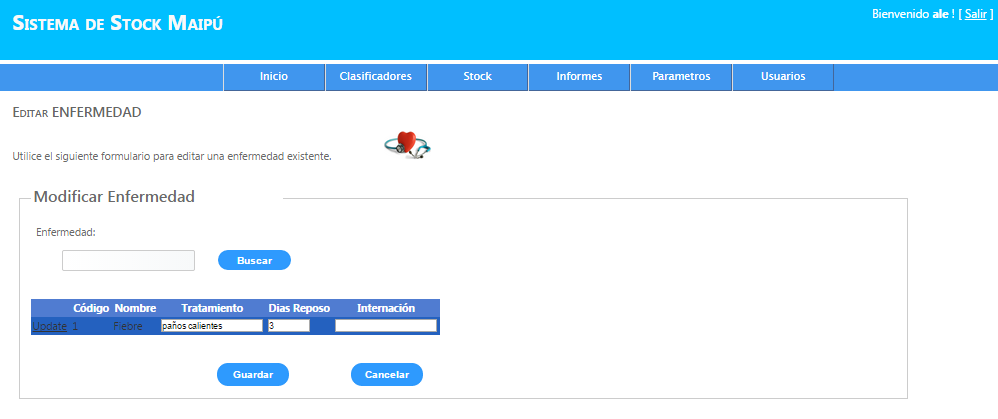 Sistema de Stock Maipú
Bienvenido ale ! [ Salir ]
Inicio Clasificadores Stock Informes Parametros Usuarios
Editar ENFERMEDAD
Utilice el siguiente formulario para editar una enfermedad existente.
Modificar Enfermedad
Enfermedad:
Buscar
Código Nombre Tratamiento Dias Reposo Internación
Update 1 Fiebre paños calientes 3
Guardar Cancelar